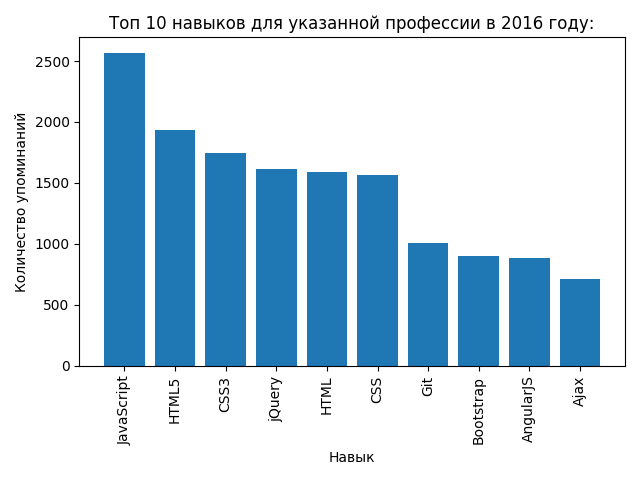 Топ 10 навыков для указанной профессии в 2016 году:
Количество упоминаний
2500
2000
1500
1000
500
0
JavaScript
HTML5
CSS3
jQuery
HTML
CSS
Git
Bootstrap
AngularJS
Ajax
Навык